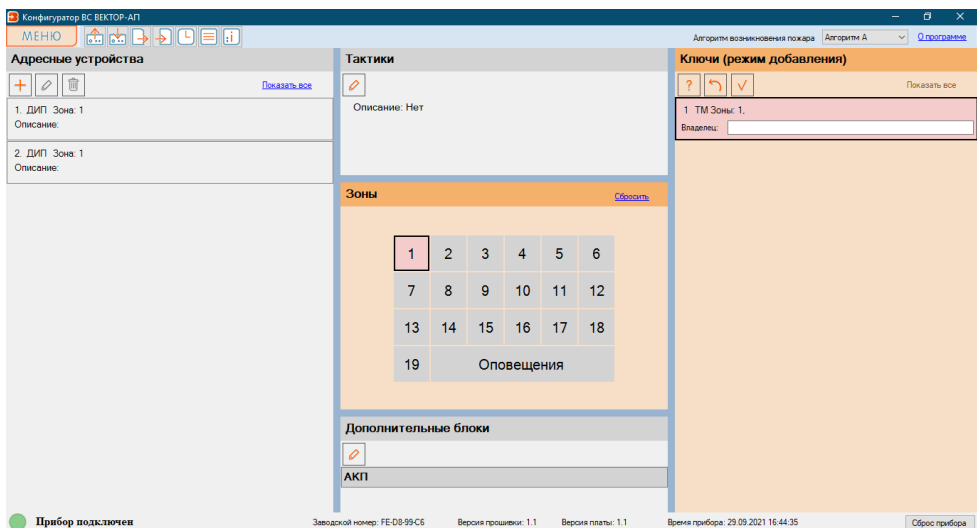 Конфигуратор ВС ВЕКТОР-АП
МЕНЮ
Алгоритм возникновения пожара Алгоритм А О программе
Адресные устройства
Показать все
1. ДИП Зона: 1
Описание:
2. ДИП Зона: 1
Описание:
Тактики
Описание: Нет
Зоны
Сбросить
1 2 3 4 5 6
7 8 9 10 11 12
13 14 15 16 17 18
19 Оповещения
Дополнительные блоки
АКП
Ключи (режим добавления)
? Показать все
1 ТМ Зоны: 1,
Владелец:
Прибор подключен Заводской номер: FE-D8-99-C6 Версия прошивки: 1.1 Версия платы: 1.1 Время прибора: 29.09.2021 16:44:35 Сброс прибора